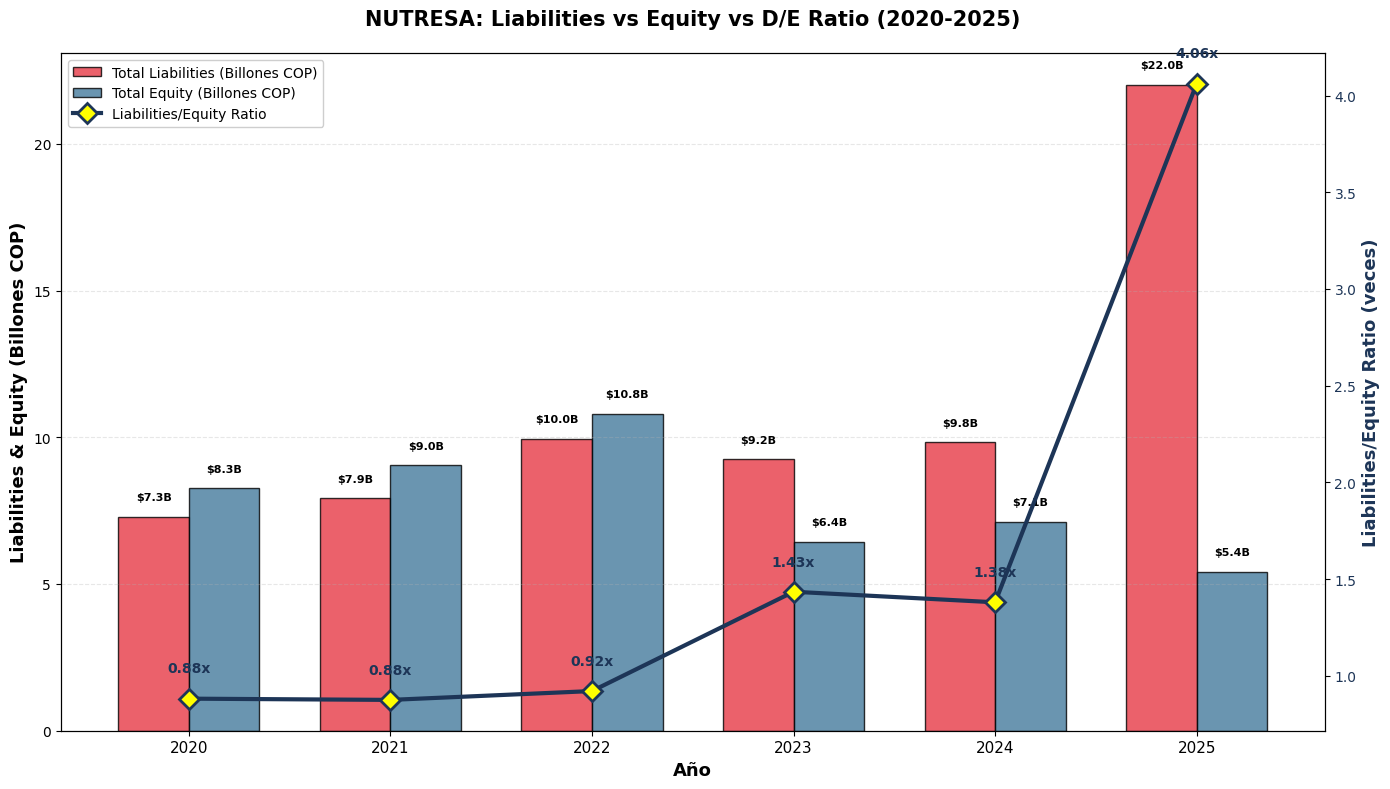 NUTRESA: Liabilities vs Equity vs D/E Ratio (2020-2025)
Total Liabilities (Billones COP)
Total Equity (Billones COP)
Liabilities/Equity Ratio
Liabilities & Equity (Billones COP)
20
15
10
5
0
$7.3B
$8.3B
$7.9B
$9.0B
$10.0B
$10.8B
$9.2B
$6.4B
$9.8B
$7.1B
$22.0B
$5.4B
0.88x
0.88x
0.92x
1.43x
1.38x
4.06x
4.0
3.5
3.0
2.5
2.0
1.5
1.0
Liabilities/Equity Ratio (veces)
2020
2021
2022
2023
2024
2025
Año